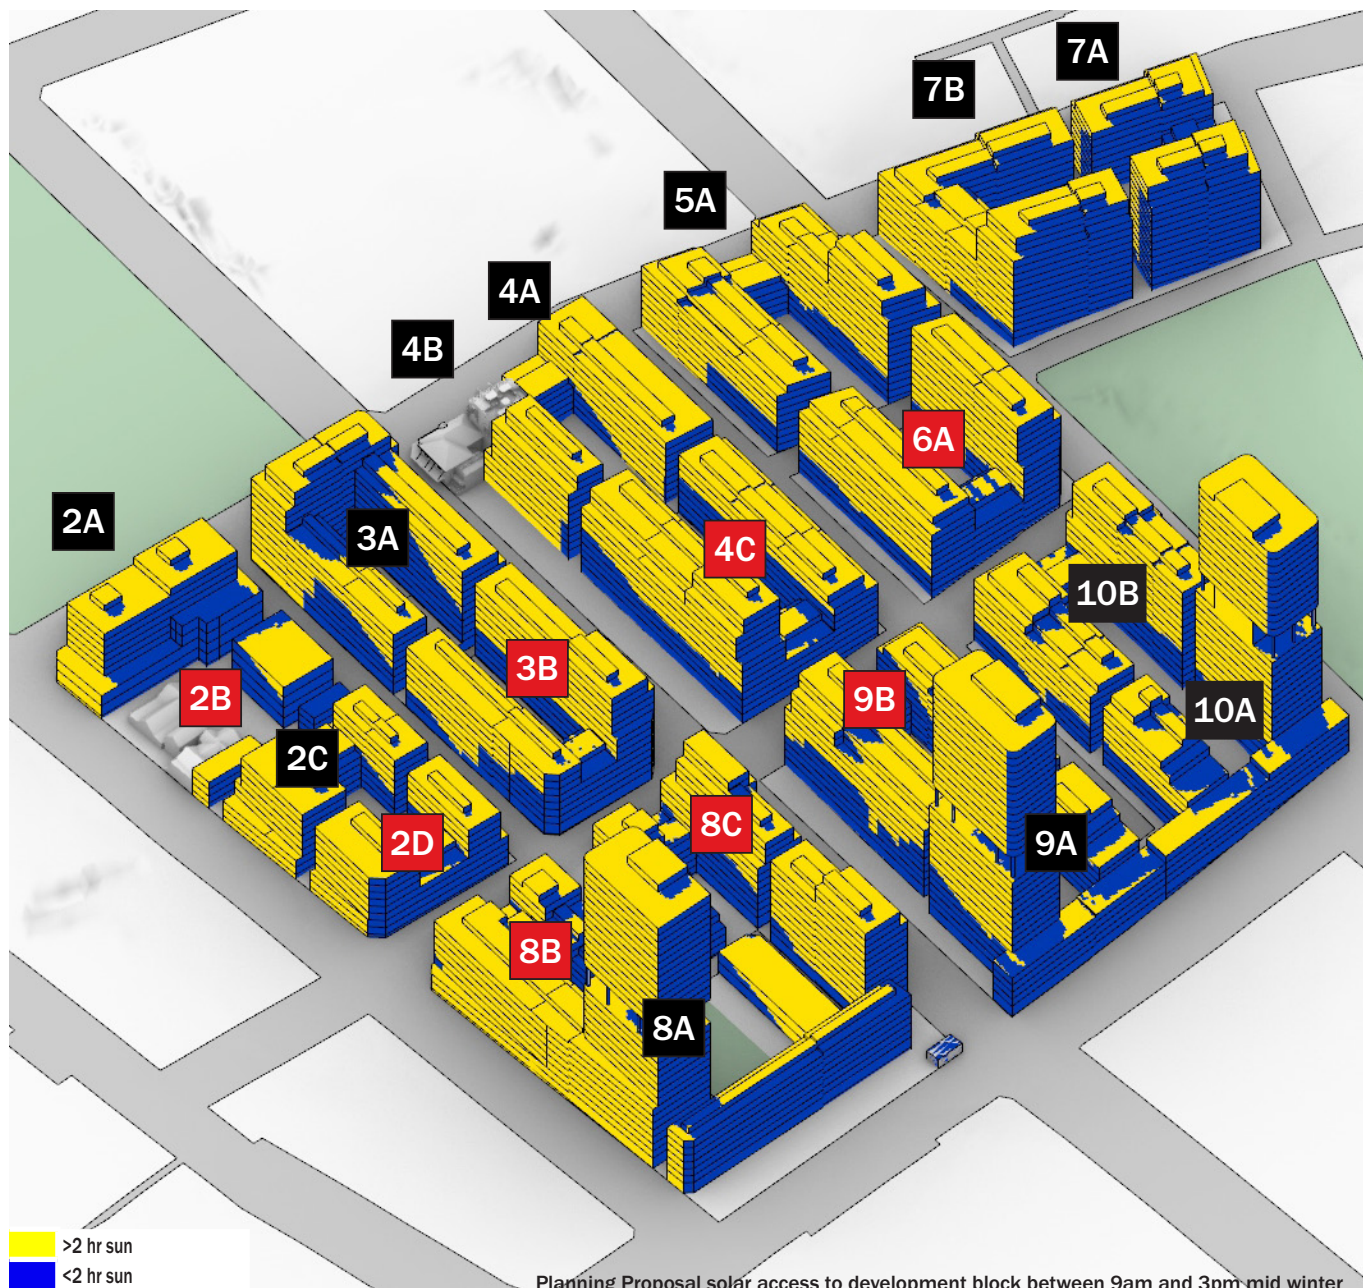 7A
7B
5A
4A
4B
6A
2A
3A
4C
10B
3B
2B
9B
10A
2C
8C
2D
9A
8B
8A
>2 hr sun
<2 hr sun
Planning Proposal solar access to development block between 9am and 3pm mid winter